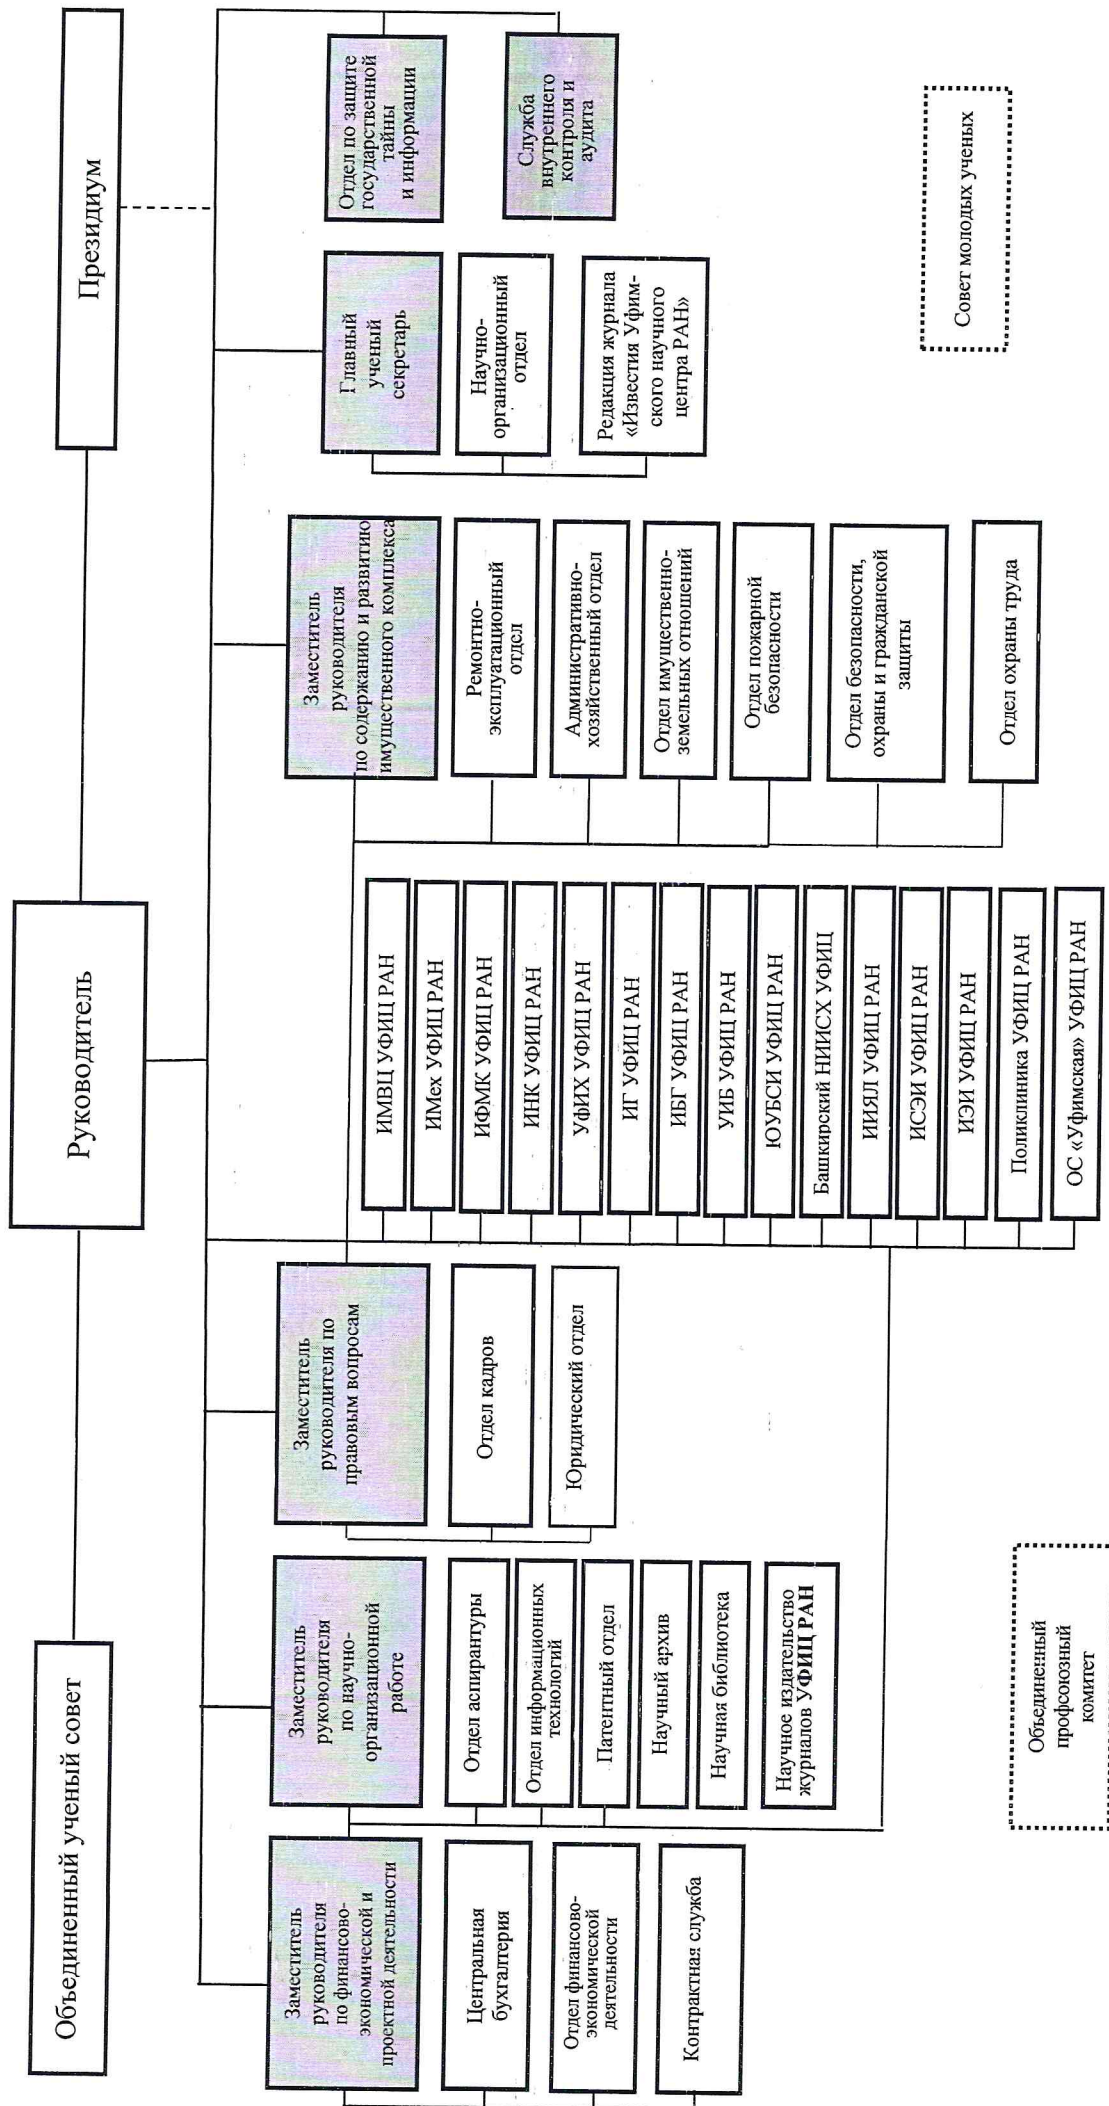 Объединенный ученый совет
Руководитель
Президиум
Заместитель
руководителя
по финансово-
экономической и
проектной деятельности
Центральная
бухгалтерия
Отдел финансово-
экономической
деятельности
Контрактная служба
Заместитель
руководителя
по научно-
организационной
работе
Отдел аспирантуры
Отдел информационных
технологий
Патентный отдел
Научный архив
Научная библиотека
Научное издательство
журналов УФИЦ РАН
Заместитель
руководителя по
правовым вопросам
Отдел кадров
Юридический отдел
ИМВЦ УФИЦ РАН
ИМех УФИЦ РАН
ИФМК УФИЦ РАН
ИНК УФИЦ РАН
УфИХ УФИЦ РАН
ИГ УФИЦ РАН
ИБГ УФИЦ РАН
УИБ УФИЦ РАН
ЮУБСИ УФИЦ РАН
Башкирский НИИСХ УФИЦ
ИИЯЛ УФИЦ РАН
ИСЭИ УФИЦ РАН
ИЭИ УФИЦ РАН
Поликлиника УФИЦ РАН
ОС «Уфимская» УФИЦ РАН
Заместитель
руководителя
по содержанию и развитию
имущественного комплекса
Ремонтно-
эксплуатационный
отдел
Административно-
хозяйственный отдел
Отдел имущественно-
земельных отношений
Отдел пожарной
безопасности
Отдел безопасности,
охраны и гражданской
защиты
Отдел охраны труда
Главный
ученый
секретарь
Научно-
организационный
отдел
Редакция журнала
«Известия Уфим-
ского научного
центра РАН»
Отдел по защите
государственной
тайны
и информации
Служба
внутреннего
контроля и
аудита
Объединенный
профсоюзный
комитет
Совет молодых ученых